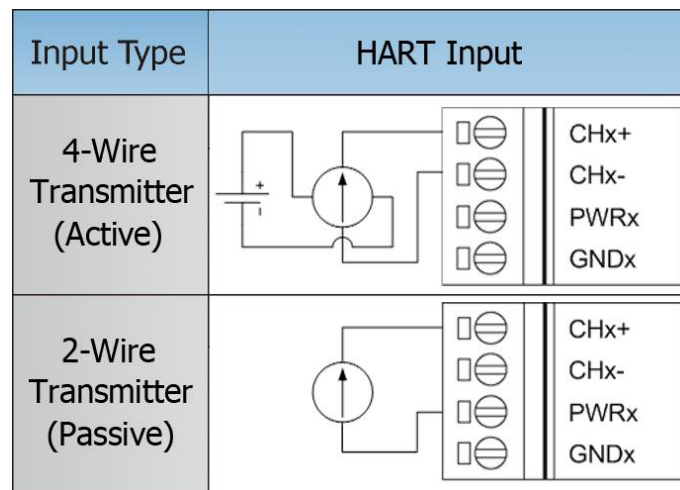 Input Type
HART Input
4-Wire
Transmitter
(Active)
+
–
CHx+
CHx-
PWRx
GNDx
2-Wire
Transmitter
(Passive)
CHx+
CHx-
PWRx
GNDx